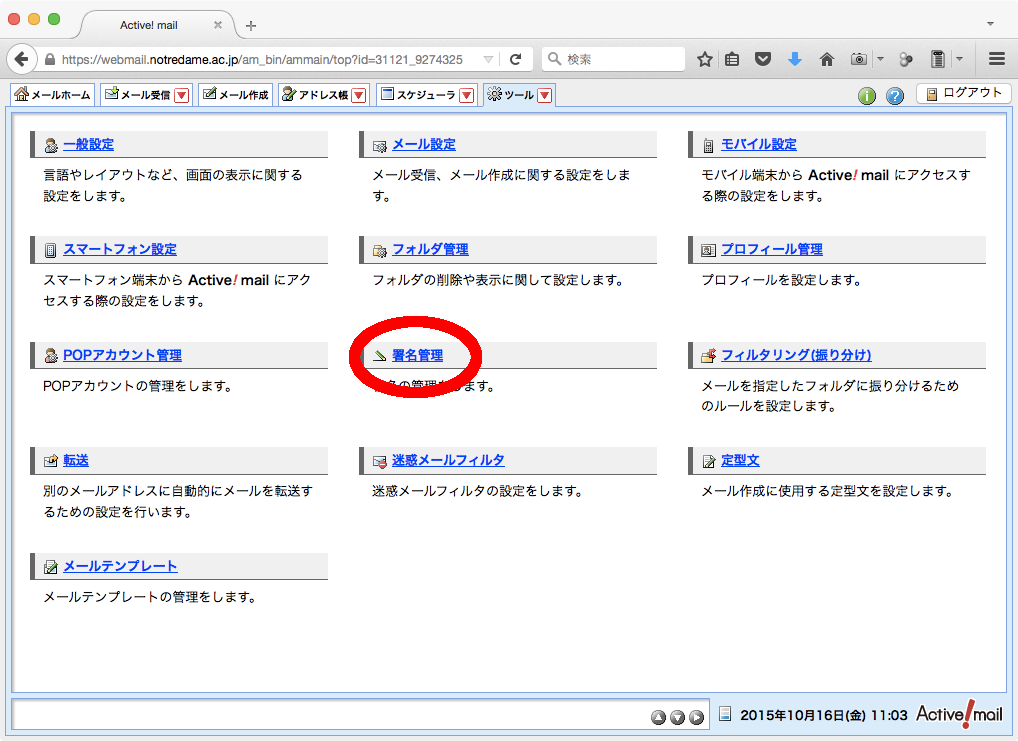 Active! mail
https://webmail.notredame.ac.jp/am_bin/ammain/top?id=31121_9274325
検索
メールホーム メール受信 メール作成 アドレス帳 スケジューラ ツール ログアウト
一般設定 メール設定 モバイル設定
言語やレイアウトなど、画面の表示に関する
設定をします。
メール受信、メール作成に関する設定をしま
す。
モバイル端末から Active! mail にアクセスす
る際の設定をします。
スマートフォン設定 フォルダ管理 プロフィール管理
スマートフォン端末から Active! mail にアク
セスする際の設定をします。
フォルダの削除や表示に関して設定します。
プロフィールを設定します。
POPアカウント管理 署名管理 フィルタリング(振り分け)
POPアカウントの管理をします。
名の管理をします。
メールを指定したフォルダに振り分けるため
のルールを設定します。
転送 迷惑メールフィルタ 定型文
別のメールアドレスに自動的にメールを転送す
るための設定を行います。
迷惑メールフィルタの設定をします。
メール作成に使用する定型文を設定します。
メールテンプレート
メールテンプレートの管理をします。
2015年10月16日(金) 11:03 Active! mail